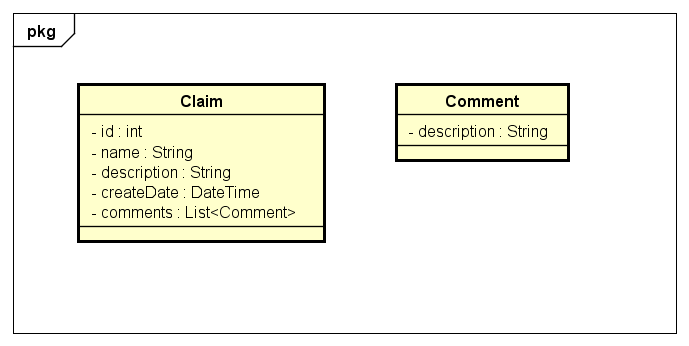 pkg
Claim
- id : int
- name : String
- description : String
- createDate : DateTime
- comments : List<Comment>
Comment
- description : String